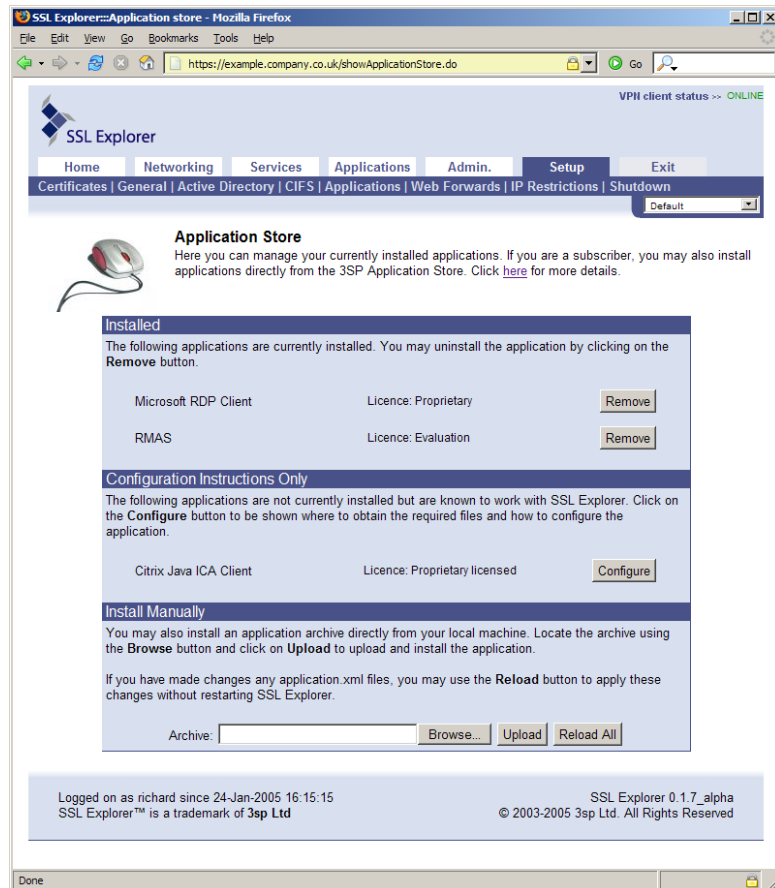 SSL Explorer:::Application store - Mozilla Firefox
File Edit View Go Bookmarks Tools Help
https://example.company.co.uk/showApplicationStore.do Go
VPN client status >> ONLINE
SSL Explorer
Home Networking Services Applications Admin. Setup Exit
Certificates | General | Active Directory | CIFS | Applications | Web Forwards | IP Restrictions | Shutdown
Default
Application Store
Here you can manage your currently installed applications. If you are a subscriber, you may also install
applications directly from the 3SP Application Store. Click here for more details.
Installed
The following applications are currently installed. You may uninstall the application by clicking on the
Remove button.
Microsoft RDP Client Licence: Proprietary Remove
RMAS Licence: Evaluation Remove
Configuration Instructions Only
The following applications are not currently installed but are known to work with SSL Explorer. Click on
the Configure button to be shown where to obtain the required files and how to configure the
application.
Citrix Java ICA Client Licence: Proprietary licensed Configure
Install Manually
You may also install an application archive directly from your local machine. Locate the archive using
the Browse button and click on Upload to upload and install the application.
If you have made changes any application.xml files, you may use the Reload button to apply these
changes without restarting SSL Explorer.
Archive: Browse... Upload Reload All
Logged on as richard since 24-Jan-2005 16:15:15 SSL Explorer 0.1.7_alpha
SSL Explorer™ is a trademark of 3sp Ltd © 2003-2005 3sp Ltd. All Rights Reserved
Done